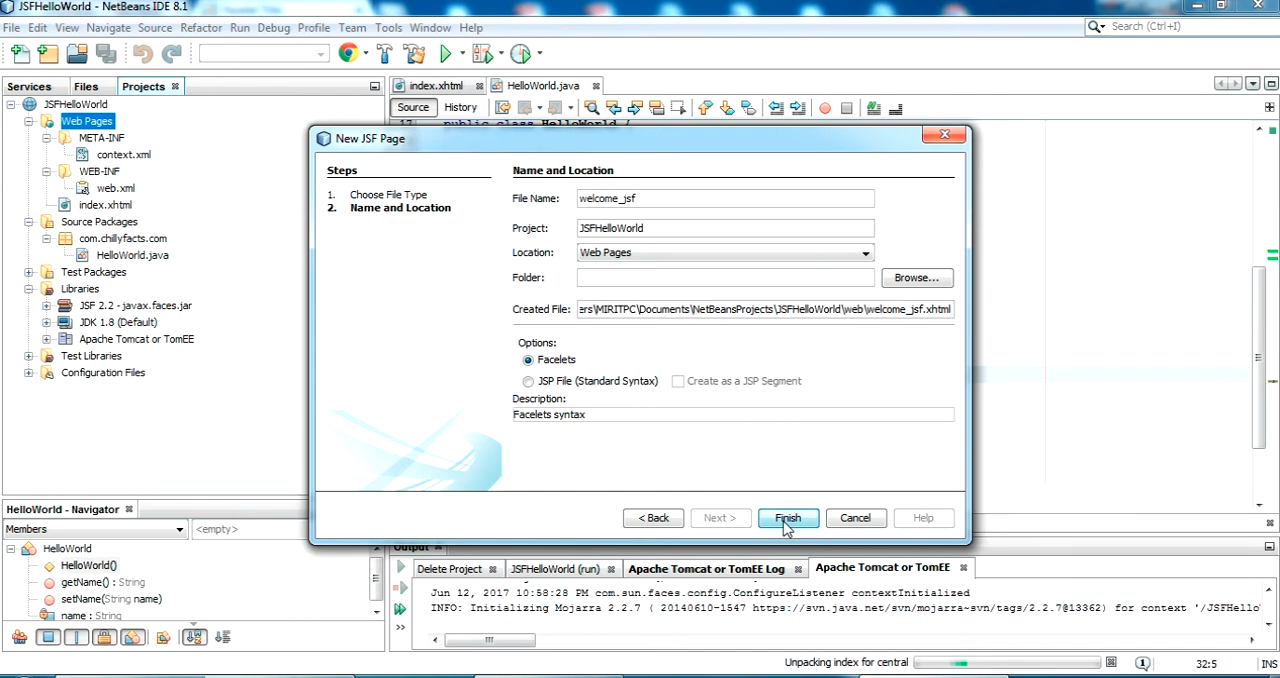 JSFHelloWorld - NetBeans IDE 8.1
File Edit View Navigate Source Refactor Run Debug Profile Team Tools Window Help
Search (Ctrl+I)
Services Files Projects
index.xhtml HelloWorld.java
Source History
JSFHelloWorld
Web Pages
META-INF
context.xml
WEB-INF
web.xml
index.xhtml
Source Packages
com.chillyfacts.com
HelloWorld.java
Test Packages
Libraries
JSF 2.2 - javax.faces.jar
JDK 1.8 (Default)
Apache Tomcat or TomEE
Test Libraries
Configuration Files
17 public class HelloWorld {
New JSF Page
Steps
1. Choose File Type
2. Name and Location
Name and Location
File Name: welcome_jsf
Project: JSFHelloWorld
Location: Web Pages
Folder: Browse...
Created File: ers\MIRITPC\Documents\NetBeansProjects\JSFHelloWorld\web\welcome_jsf.xhtml
Options:
Facelets
JSP File (Standard Syntax) Create as a JSP Segment
Description:
Facelets syntax
< Back Next > Finish Cancel Help
HelloWorld - Navigator
Members <empty>
HelloWorld
HelloWorld()
getName() : String
setName(String name)
name : String
Output
Delete Project JSFHelloWorld (run) Apache Tomcat or TomEE Log Apache Tomcat or TomEE
Jun 12, 2017 10:58:28 PM com.sun.faces.config.ConfigureListener contextInitialized
INFO: Initializing Mojarra 2.2.7 ( 20140610-1547 https://svn.java.net/svn/mojarra~svn/tags/2.2.7@13362) for context '/JSFHello
Unpacking index for central
1
32:5
INS